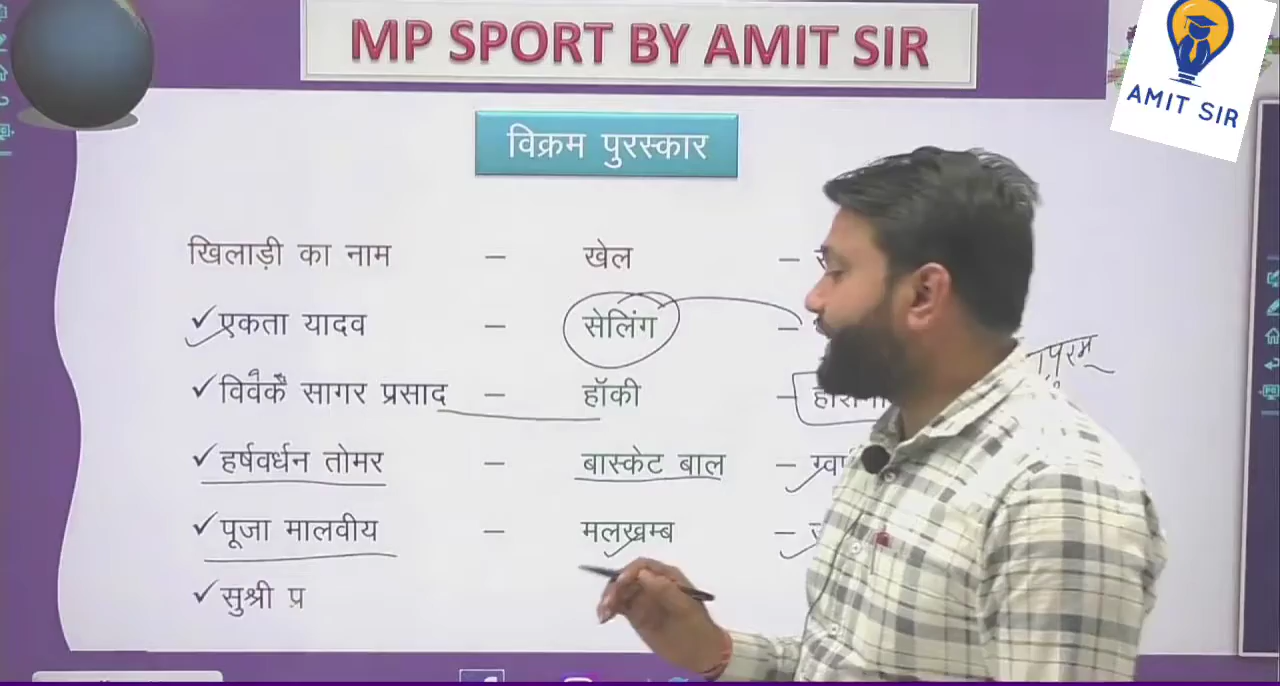 MP SPORT BY AMIT SIR
AMIT SIR
विक्रम पुरस्कार
खिलाड़ी का नाम – खेल –
✓एकता यादव – सेलिंग –
✓विवेक सागर प्रसाद – हॉकी –
✓हर्षवर्धन तोमर – बास्केट बाल –
✓पूजा मालवीय – मलखम्ब –
✓सुश्री प्र